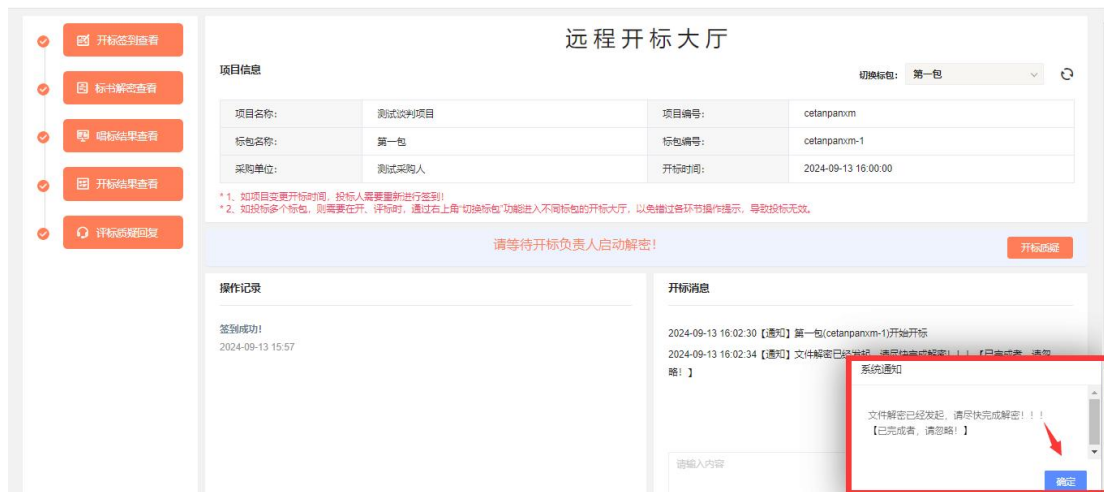 开标签到查看
标书解密查看
唱标结果查看
开标结果查看
评标质疑回复
远程开标大厅
项目信息
切换标包: 第一包
项目名称: 测试谈判项目 项目编号: cetanpanxm
标包名称: 第一包 标包编号: cetanpanxm-1
采购单位: 测试采购人 开标时间: 2024-09-13 16:00:00
* 1、如项目变更开标时间，投标人需要重新进行签到!
* 2、如投标多个标包，则需要在开、评标时，通过右上角“切换标包”功能进入不同标包的开标大厅，以免错过各环节操作提示，导致投标无效。
请等待开标负责人启动解密!
开标质疑
操作记录
签到成功!
2024-09-13 15:57
开标消息
2024-09-13 16:02:30【通知】第一包(cetanpanxm-1)开始开标
2024-09-13 16:02:34【通知】文件解密已经发起，请尽快完成解密!!!【已完成者，请忽
略!】
请输入内容
系统通知
文件解密已经发起，请尽快完成解密!!!
【已完成者，请忽略!】
确定